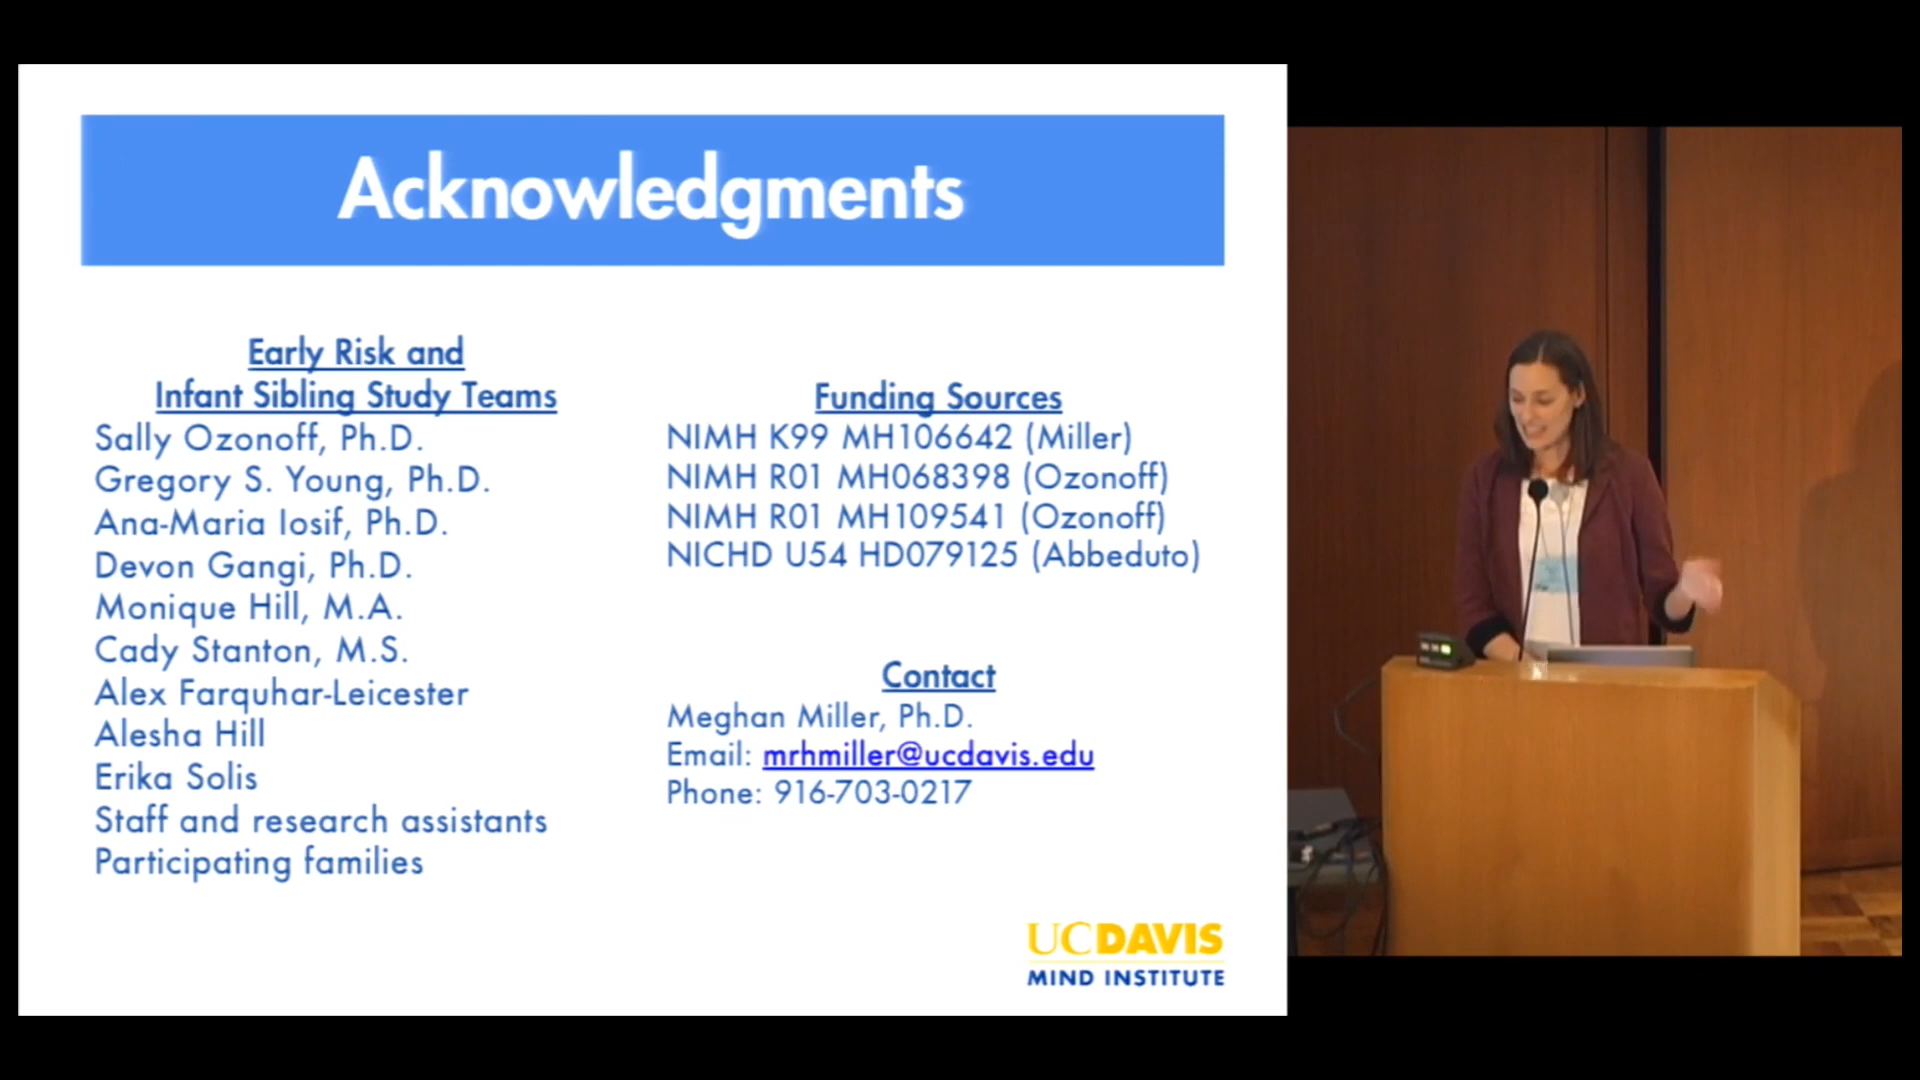 Acknowledgments
Early Risk and
Infant Sibling Study Teams
Sally Ozonoff, Ph.D.
Gregory S. Young, Ph.D.
Ana-Maria Iosif, Ph.D.
Devon Gangi, Ph.D.
Monique Hill, M.A.
Cady Stanton, M.S.
Alex Farquhar-Leicester
Alesha Hill
Erika Solis
Staff and research assistants
Participating families
Funding Sources
NIMH K99 MH106642 (Miller)
NIMH R01 MH068398 (Ozonoff)
NIMH R01 MH109541 (Ozonoff)
NICHD U54 HD079125 (Abbeduto)
Contact
Meghan Miller, Ph.D.
Email: mrhmiller@ucdavis.edu
Phone: 916-703-0217
UCDAVIS
MIND INSTITUTE